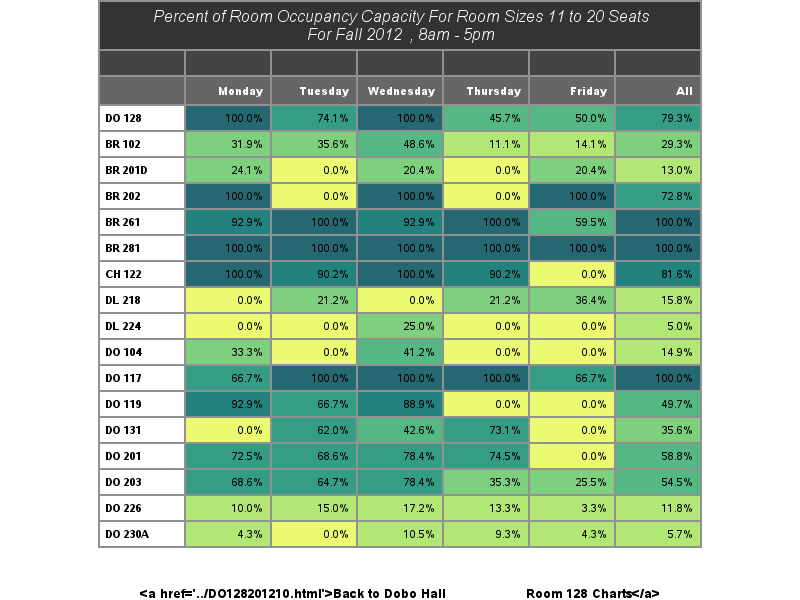 Percent of Room Occupancy Capacity For Room Sizes 11 to 20 Seats
For Fall 2012 , 8am - 5pm
Monday Tuesday Wednesday Thursday Friday All
DO 128 100.0% 74.1% 100.0% 45.7% 50.0% 79.3%
BR 102 31.9% 35.6% 48.6% 11.1% 14.1% 29.3%
BR 201D 24.1% 0.0% 20.4% 0.0% 20.4% 13.0%
BR 202 100.0% 0.0% 100.0% 0.0% 100.0% 72.8%
BR 261 92.9% 100.0% 92.9% 100.0% 59.5% 100.0%
BR 281 100.0% 100.0% 100.0% 100.0% 100.0% 100.0%
CH 122 100.0% 90.2% 100.0% 90.2% 0.0% 81.6%
DL 218 0.0% 21.2% 0.0% 21.2% 36.4% 15.8%
DL 224 0.0% 0.0% 25.0% 0.0% 0.0% 5.0%
DO 104 33.3% 0.0% 41.2% 0.0% 0.0% 14.9%
DO 117 66.7% 100.0% 100.0% 100.0% 66.7% 100.0%
DO 119 92.9% 66.7% 88.9% 0.0% 0.0% 49.7%
DO 131 0.0% 62.0% 42.6% 73.1% 0.0% 35.6%
DO 201 72.5% 68.6% 78.4% 74.5% 0.0% 58.8%
DO 203 68.6% 64.7% 78.4% 35.3% 25.5% 54.5%
DO 226 10.0% 15.0% 17.2% 13.3% 3.3% 11.8%
DO 230A 4.3% 0.0% 10.5% 9.3% 4.3% 5.7%
<a href='../DO128201210.html'>Back to Dobo Hall Room 128 Charts</a>